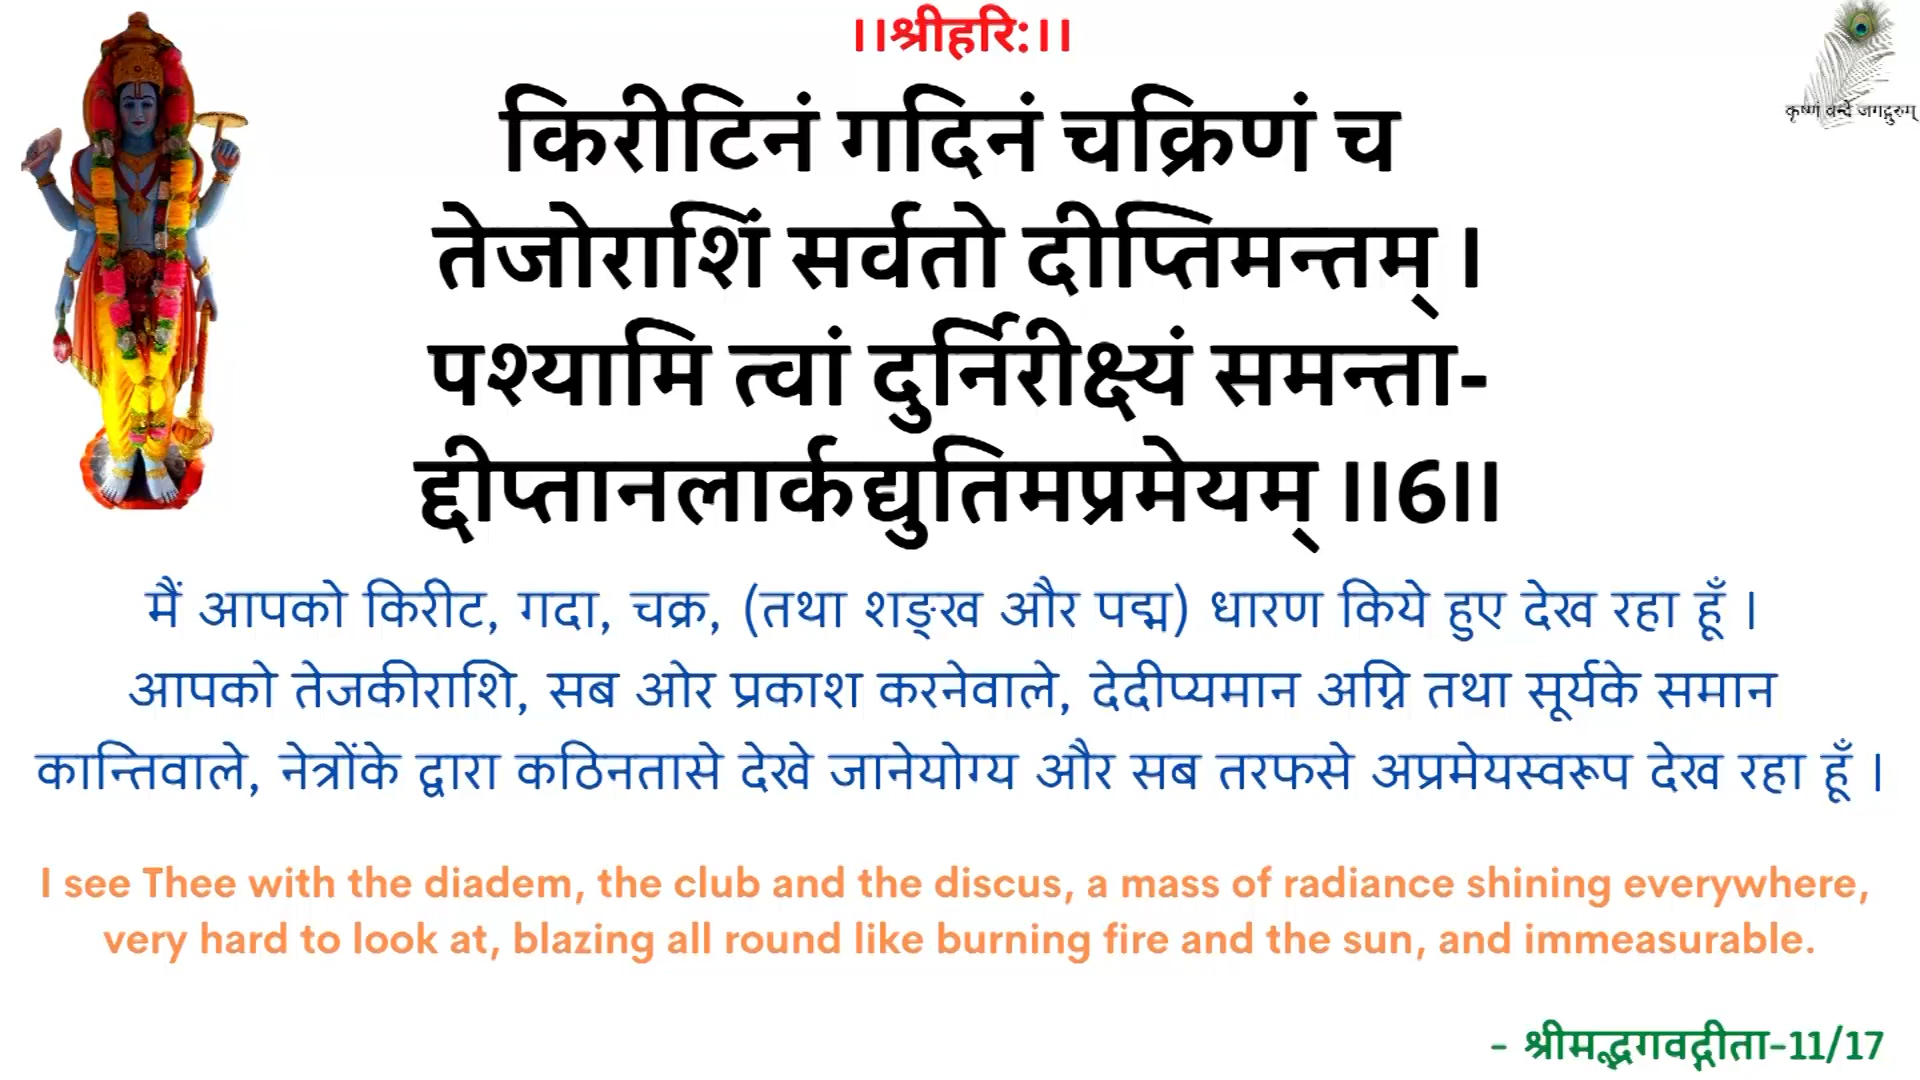 ।।श्रीहरि:।।
कृष्णं वन्दे जगद्गुरुम्
किरीटिनं गदिनं चक्रिणं च
तेजोराशिं सर्वतो दीप्तिमन्तम् ।
पश्यामि त्वां दुर्निरीक्ष्यं समन्ता-
द्दीप्तानलार्कद्युतिमप्रमेयम् ।।6।।
मैं आपको किरीट, गदा, चक्र, (तथा शङ्ख और पद्म) धारण किये हुए देख रहा हूँ ।
आपको तेजकीराशि, सब ओर प्रकाश करनेवाले, देदीप्यमान अग्नि तथा सूर्यके समान
कान्तिवाले, नेत्रोंके द्वारा कठिनतासे देखे जानेयोग्य और सब तरफसे अप्रमेयस्वरूप देख रहा हूँ ।
I see Thee with the diadem, the club and the discus, a mass of radiance shining everywhere,
very hard to look at, blazing all round like burning fire and the sun, and immeasurable.
- श्रीमद्भगवद्गीता-11/17